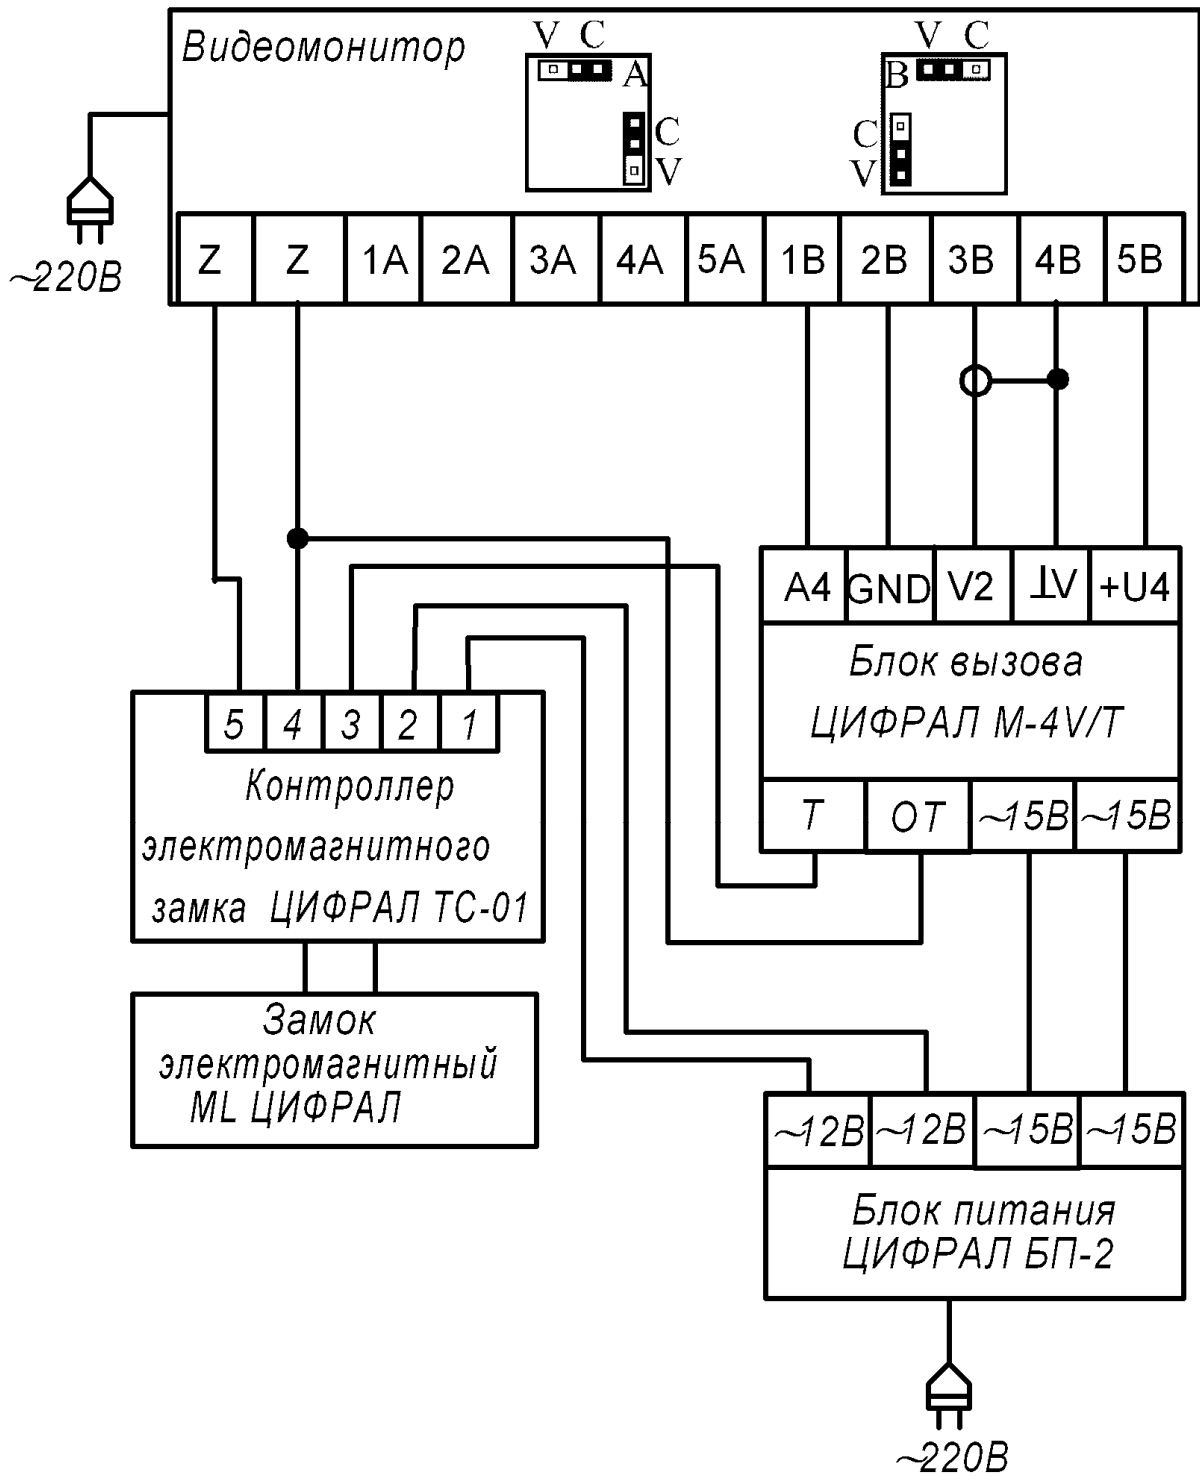 Видеомонитор
V C
A
C
V
V C
B
C
V
~220В
Z Z 1A 2A 3A 4A 5A 1B 2B 3B 4B 5B
A4 GND V2 ⊥V +U4
Блок вызова
ЦИФРАЛ М-4V/Т
Т ОТ ~15В ~15В
5 4 3 2 1
Контроллер
электромагнитного
замка ЦИФРАЛ ТС-01
Замок
электромагнитный
ML ЦИФРАЛ
~12В ~12В ~15В ~15В
Блок питания
ЦИФРАЛ БП-2
~220В